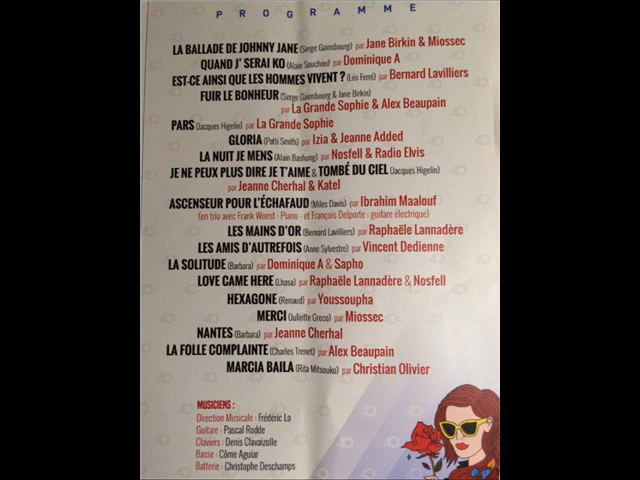 PROGRAMME
LA BALLADE DE JOHNNY JANE (Serge Gainsbourg) par Jane Birkin & Miossec
QUAND J' SERAI KO (Alain Souchon) par Dominique A
EST-CE AINSI QUE LES HOMMES VIVENT ? (Léo Ferré) par Bernard Lavilliers
FUIR LE BONHEUR (Serge Gainsbourg & Jane Birkin)
par La Grande Sophie & Alex Beaupain
PARS (Jacques Higelin) par La Grande Sophie
GLORIA (Patti Smith) par Izia & Jeanne Added
LA NUIT JE MENS (Alain Bashung) par Nosfell & Radio Elvis
JE NE PEUX PLUS DIRE JE T'AIME & TOMBÉ DU CIEL (Jacques Higelin)
par Jeanne Cherhal & Katel
ASCENSEUR POUR L'ÉCHAFAUD (Miles Davis) par Ibrahim Maalouf
(en trio avec Frank Woest : Piano - et François Delporte : guitare électrique)
LES MAINS D'OR (Bernard Lavilliers) par Raphaële Lannadère
LES AMIS D'AUTREFOIS (Anne Sylvestre) par Vincent Dedienne
LA SOLITUDE (Barbara) par Dominique A & Sapho
LOVE CAME HERE (Lhasa) par Raphaële Lannadère & Nosfell
HEXAGONE (Renaud) par Youssoupha
MERCI (Juliette Greco) par Miossec
NANTES (Barbara) par Jeanne Cherhal
LA FOLLE COMPLAINTE (Charles Trenet) par Alex Beaupain
MARCIA BAILA (Rita Mitsouko) par Christian Olivier
MUSICIENS :
Direction Musicale : Frédéric Lo
Guitare : Pascal Rodde
Claviers : Denis Clavaizolle
Basse : Côme Aguiar
Batterie : Christophe Deschamps